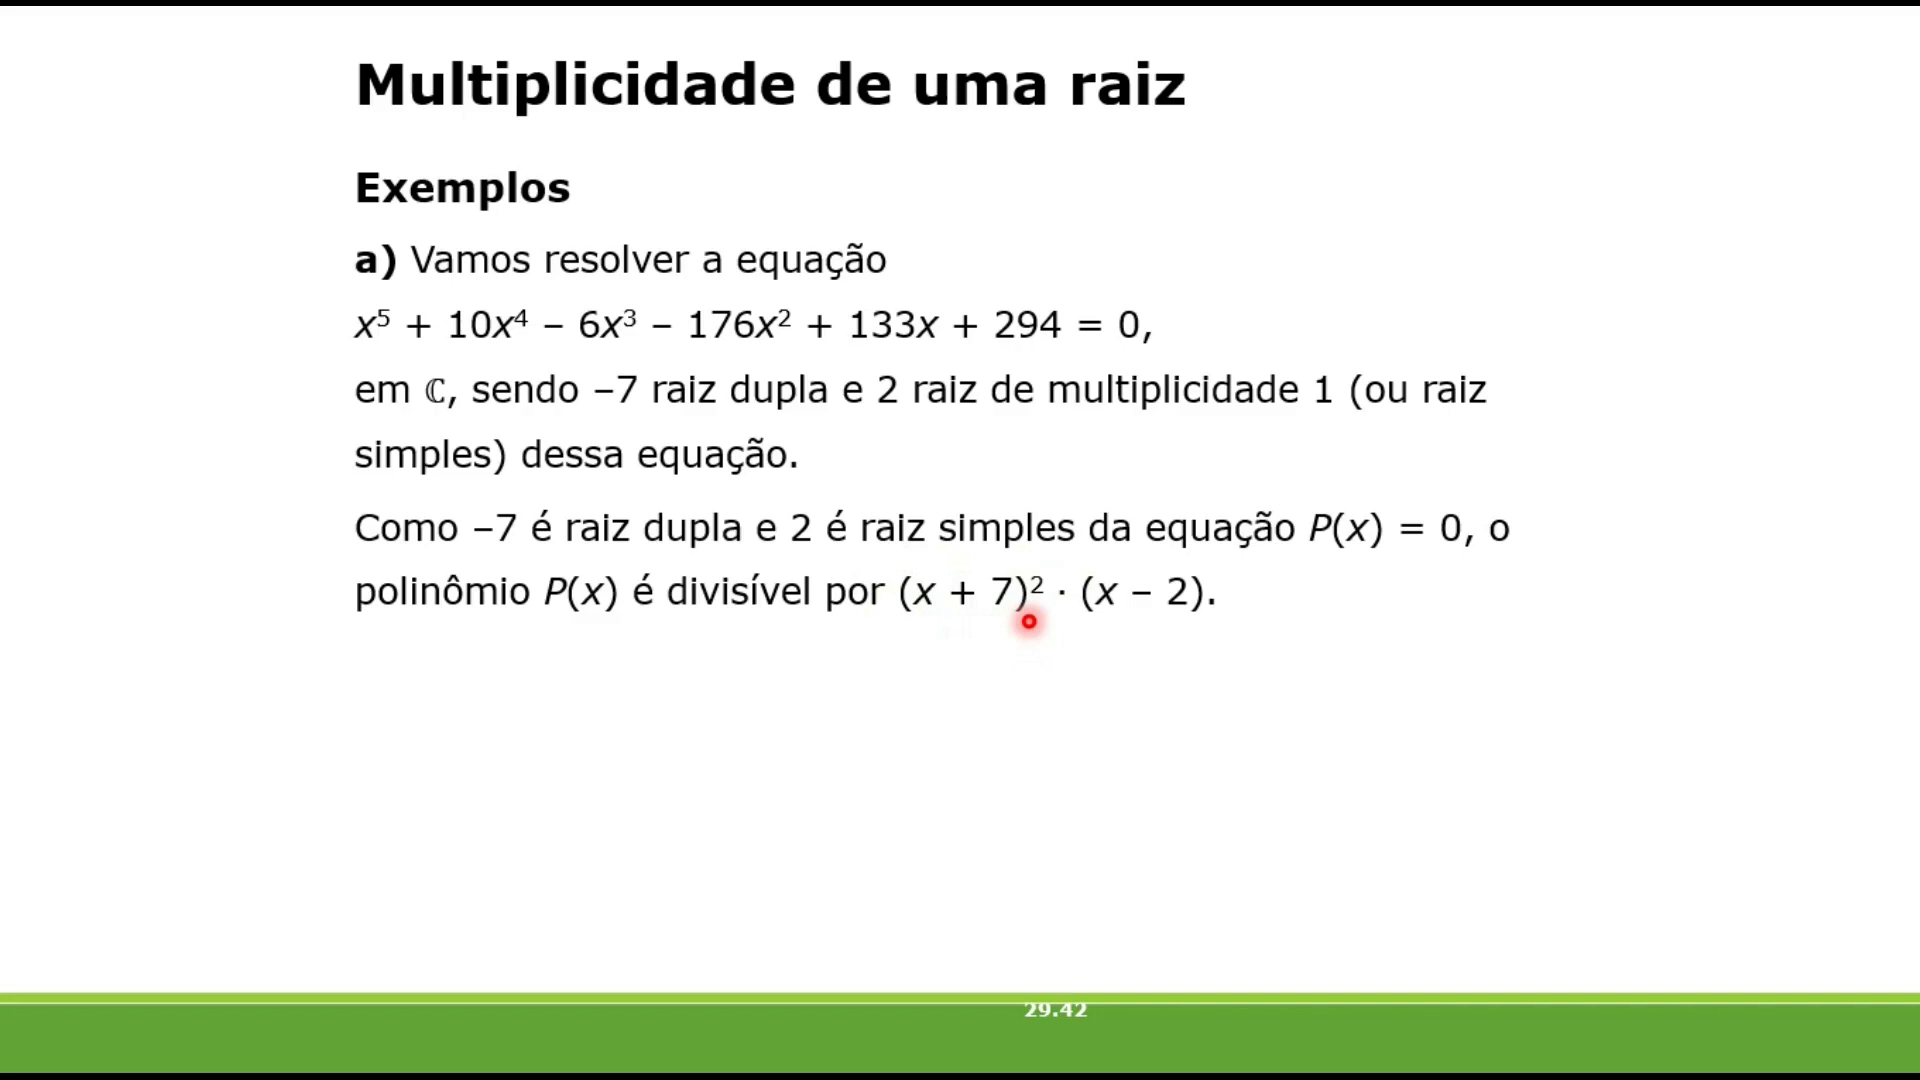 Multiplicidade de uma raiz
Exemplos
a) Vamos resolver a equação
x⁵ + 10x⁴ – 6x³ – 176x² + 133x + 294 = 0,
em ℂ, sendo –7 raiz dupla e 2 raiz de multiplicidade 1 (ou raiz
simples) dessa equação.
Como –7 é raiz dupla e 2 é raiz simples da equação P(x) = 0, o
polinômio P(x) é divisível por (x + 7)² · (x – 2).
29.42